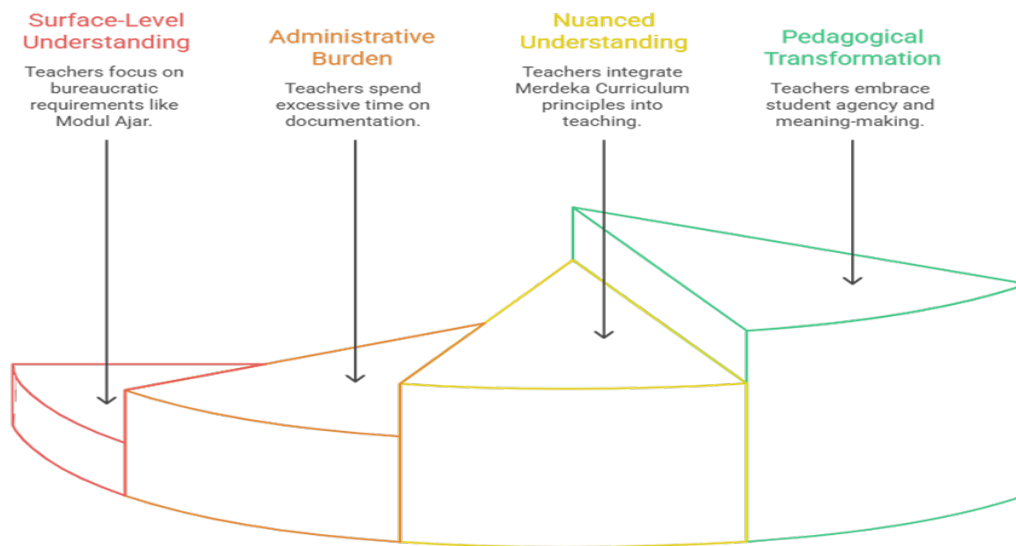 Surface-Level
Understanding
Teachers focus on
bureaucratic
requirements like
Modul Ajar.
Administrative
Burden
Teachers spend
excessive time on
documentation.
Nuanced
Understanding
Teachers integrate
Merdeka Curriculum
principles into
teaching.
Pedagogical
Transformation
Teachers embrace
student agency and
meaning-making.